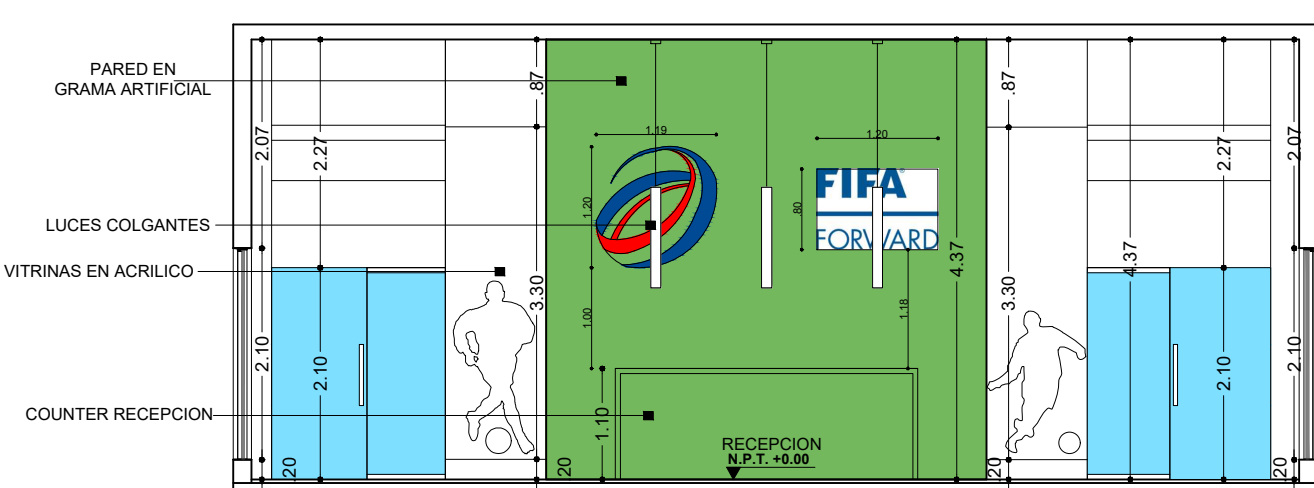 PARED EN
GRAMA ARTIFICIAL
LUCES COLGANTES
VITRINAS EN ACRILICO
COUNTER RECEPCION
2.07
2.27
.87
1.19
1.20
.87
2.27
2.07
1.20
FIFA
FORWARD
.80
4.37
4.37
3.30
1.00
1.18
3.30
2.10
2.10
1.10
2.10
2.10
RECEPCION
N.P.T. +0.00
.20
.20
.20
.20